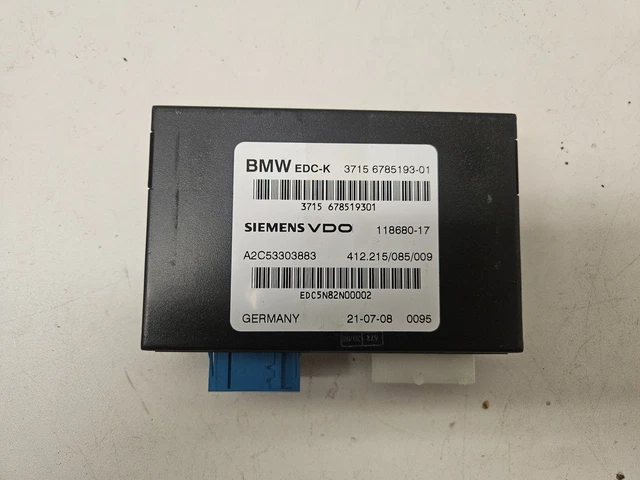 BMW EDC-K 3715 6785193-01
3715 678519301
SIEMENS VDO 118680-17
A2C53303883 412.215/085/009
EDC5N82N00002
GERMANY 21-07-08 0095